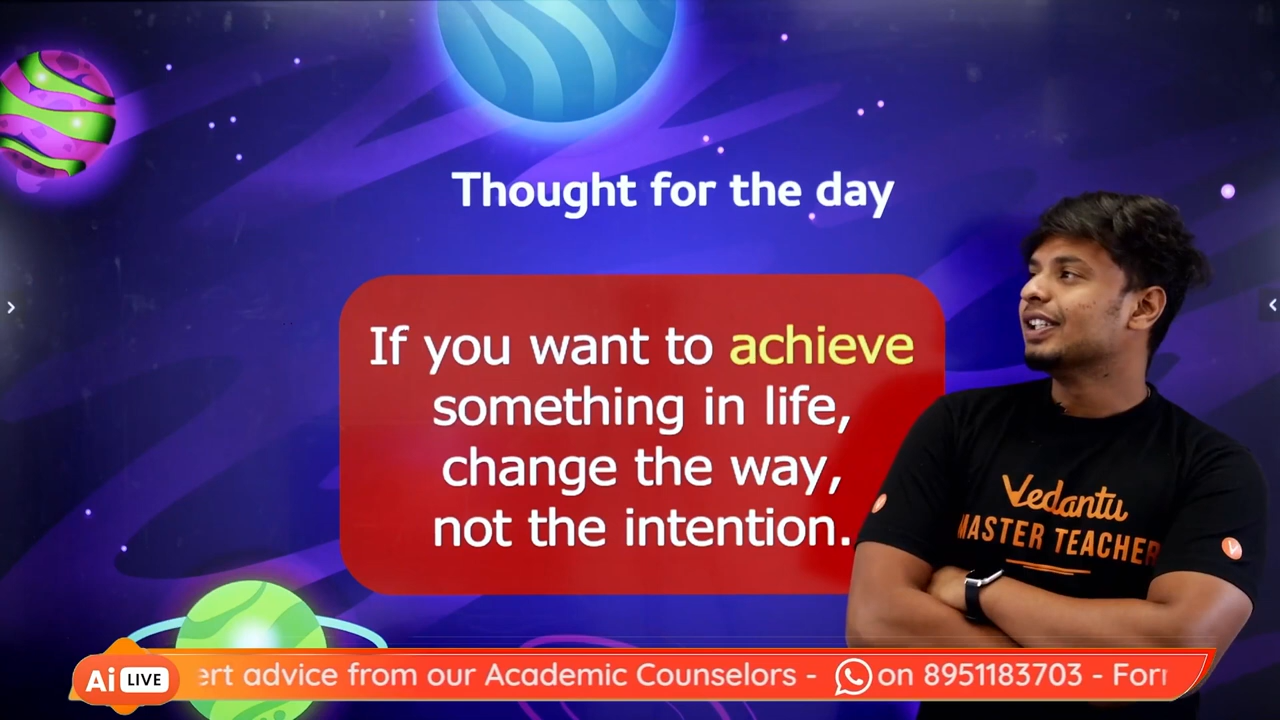 Thought for the day
If you want to achieve
something in life,
change the way,
not the intention.
Vedantu
MASTER TEACHER
V
Ai LIVE
ert advice from our Academic Counselors - on 8951183703 - For